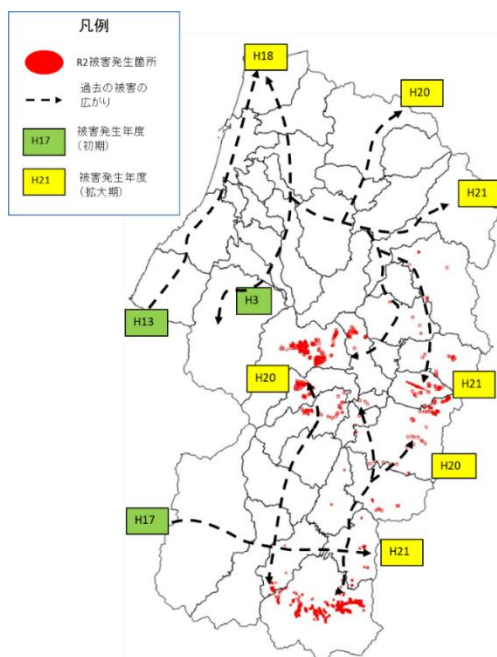 凡例
R2被害発生箇所
過去の被害の
広がり
H17
被害発生年度
(初期)
H21
被害発生年度
(拡大期)
H18
H20
H21
H3
H13
H20
H21
H20
H17
H21